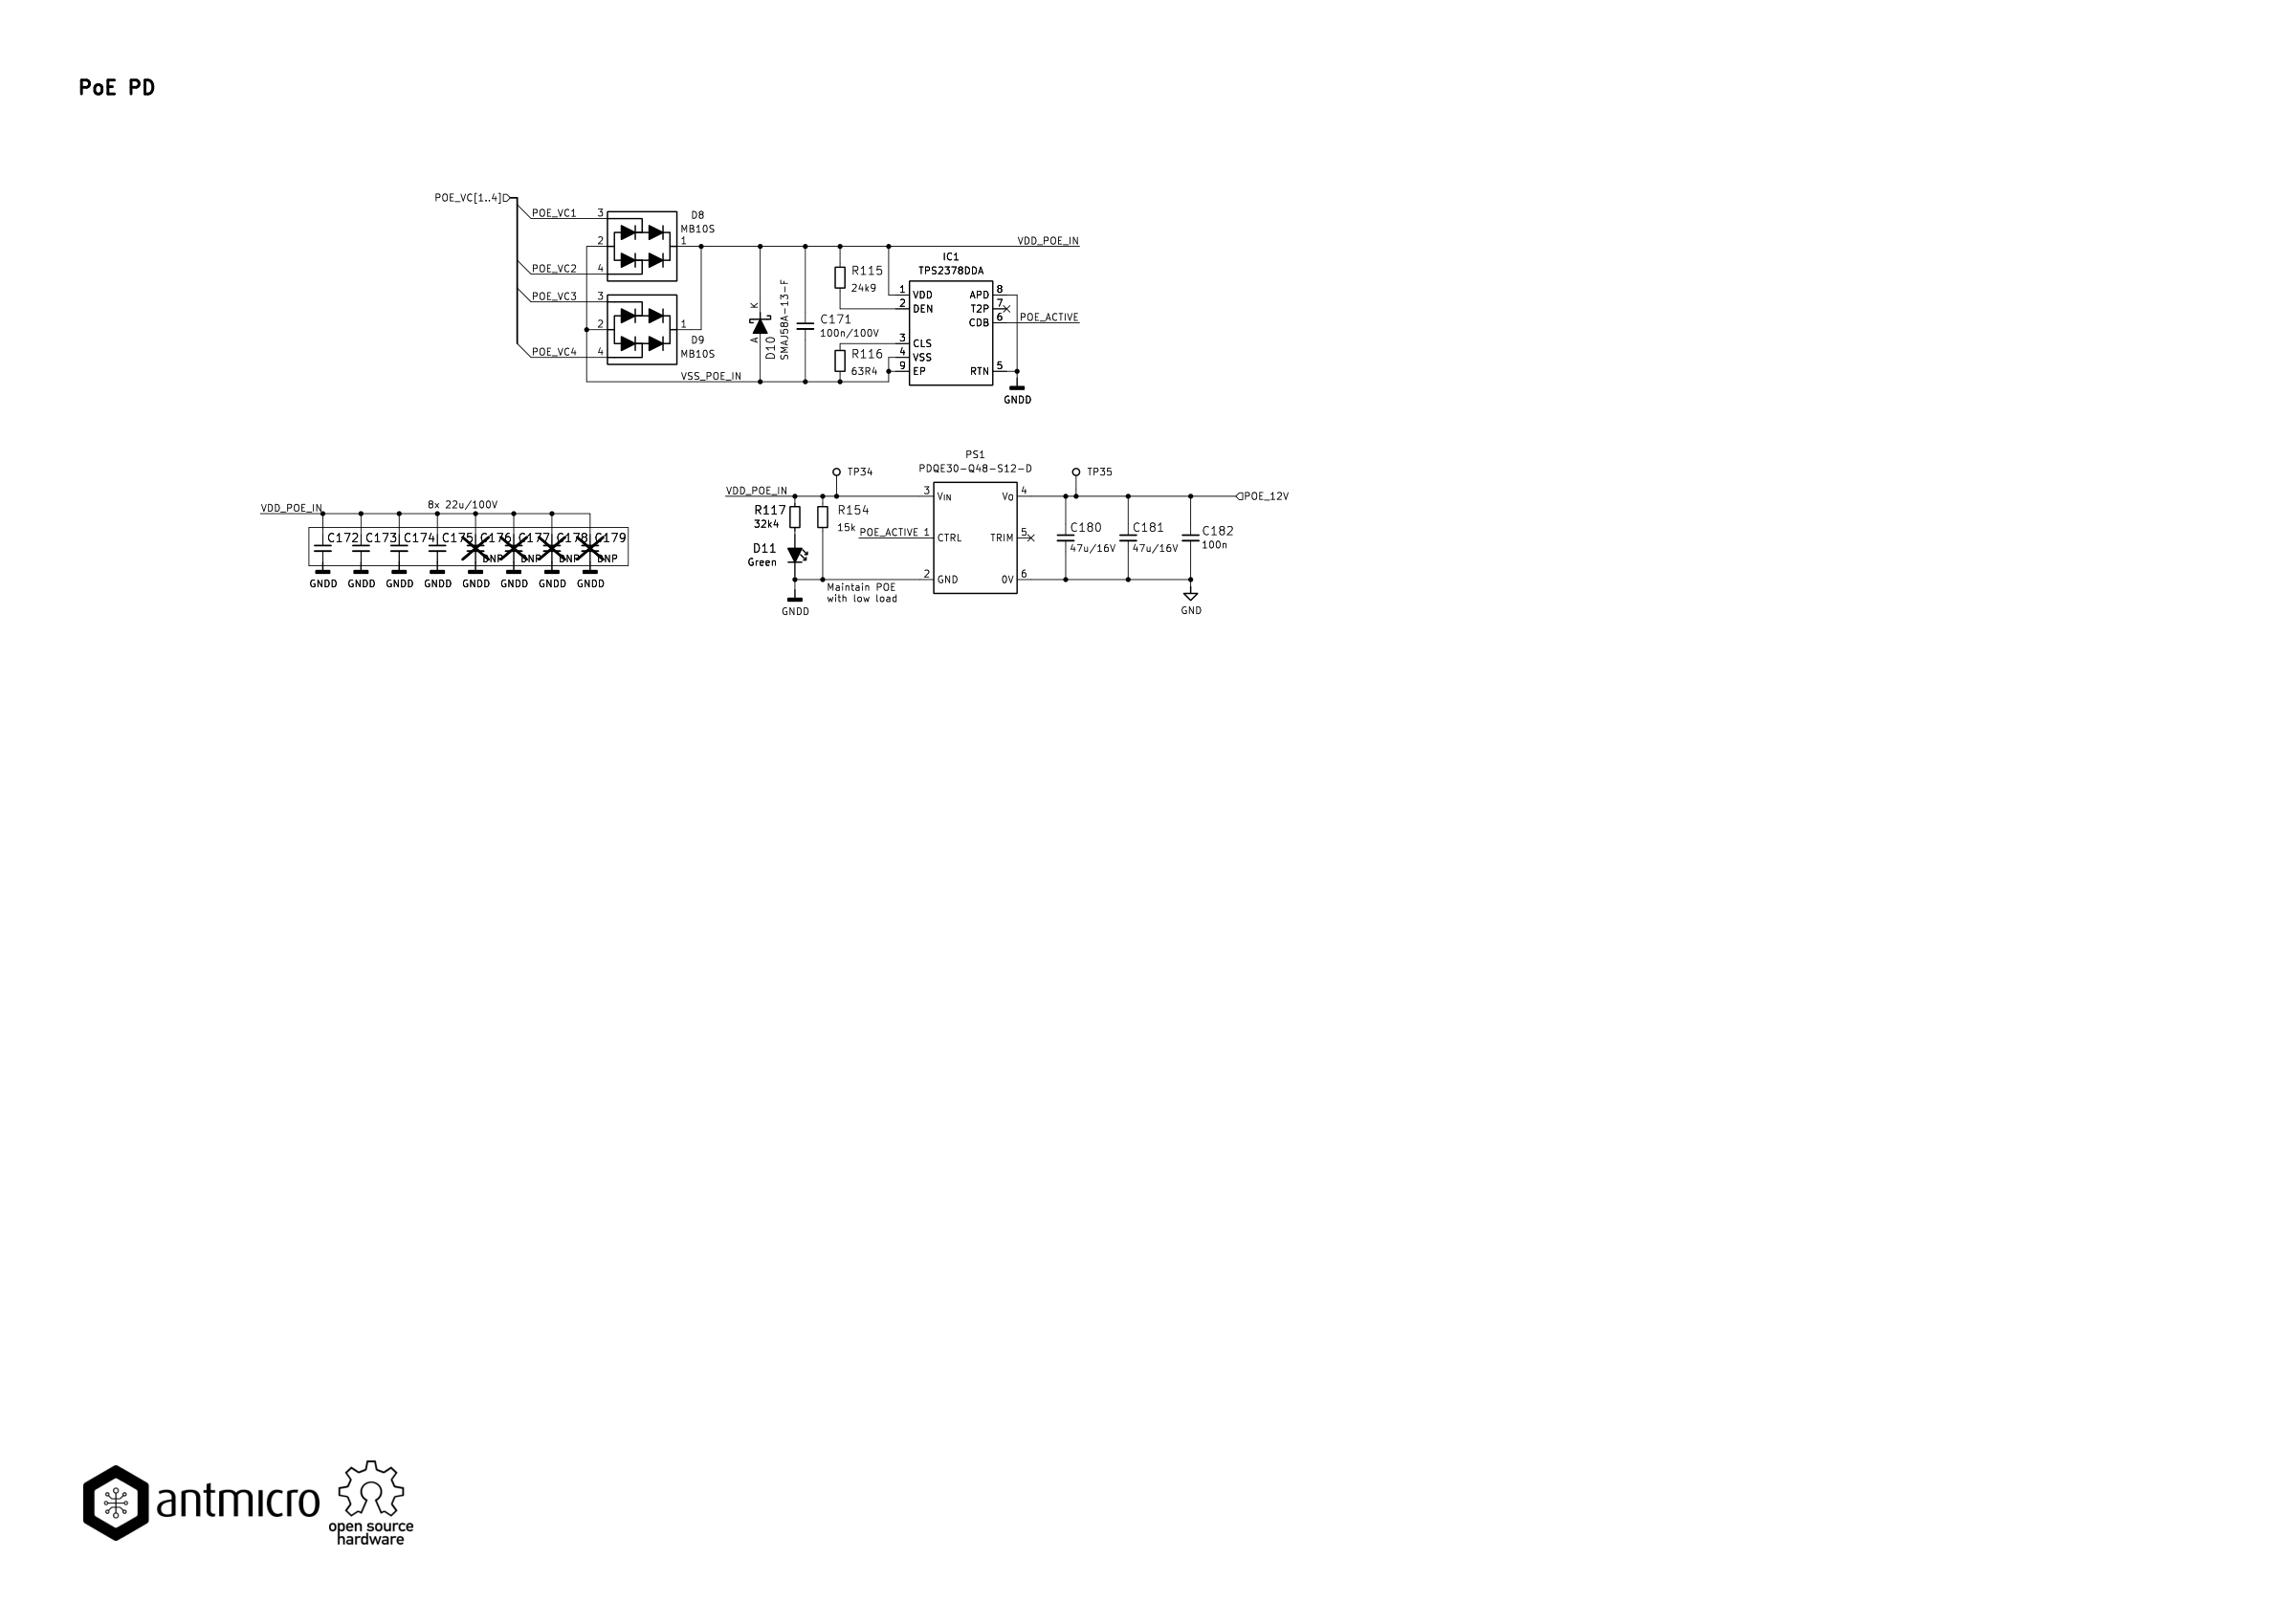 PoE PD
POE_VC[1..4]
POE_VC1
3
D8
MB10S
2
1
VDD_POE_IN
POE_VC2
4
POE_VC3
3
2
1
D9
MB10S
POE_VC4
4
VSS_POE_IN
K
A
D10
SMAJ58A-13-F
C171
100n/100V
R115
24k9
R116
63R4
IC1
TPS2378DDA
1
VDD
APD
8
2
DEN
T2P
7
CDB
6
POE_ACTIVE
3
CLS
4
VSS
9
EP
RTN
5
GNDD
VDD_POE_IN
8x 22u/100V
C172
C173
C174
C175
C176
C177
C178
C179
DNP
DNP
DNP
DNP
GNDD
GNDD
GNDD
GNDD
GNDD
GNDD
GNDD
GNDD
PS1
PDQE30-Q48-S12-D
TP34
TP35
VDD_POE_IN
3
VIN
VO
4
POE_12V
R117
32k4
R154
15k
POE_ACTIVE
1
CTRL
TRIM
5
D11
Green
2
GND
0V
6
Maintain POE
with low load
GNDD
C180
47u/16V
C181
47u/16V
C182
100n
GND
antmicro
open source
hardware